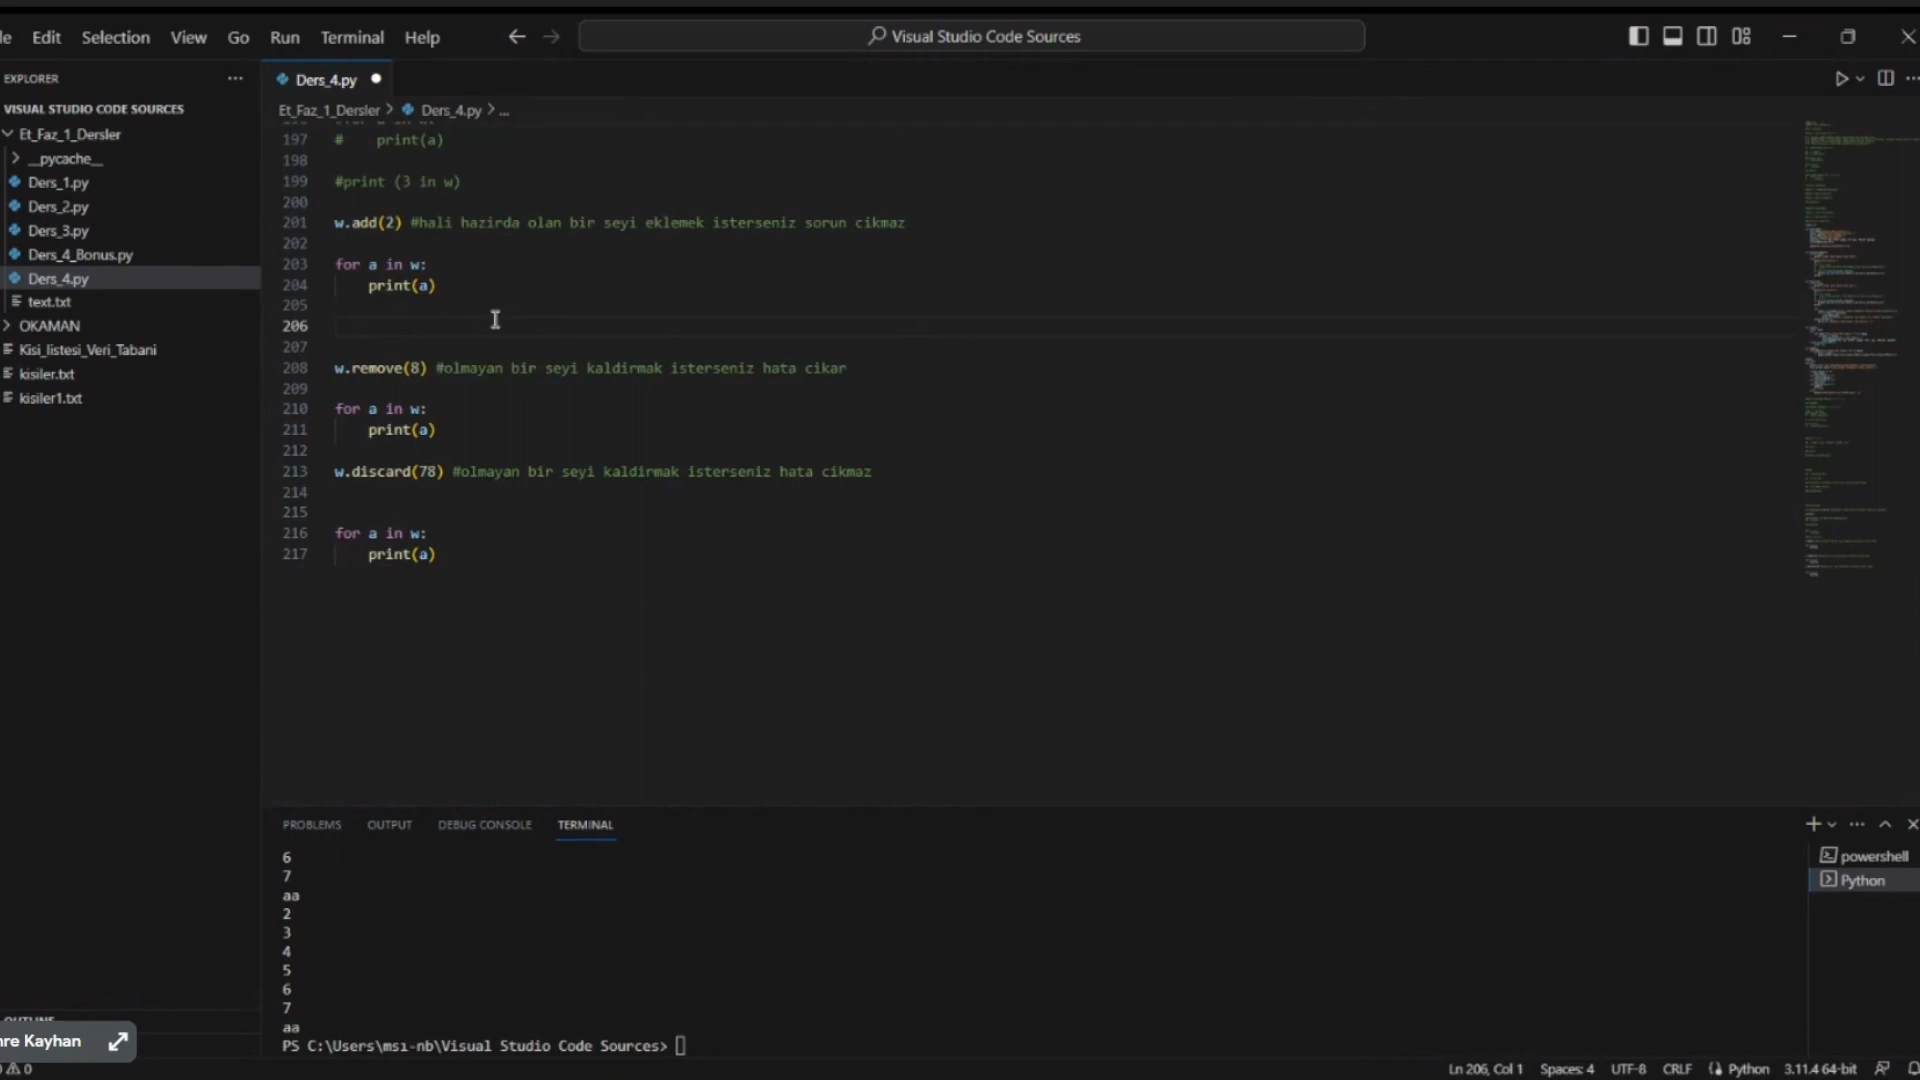 Edit Selection View Go Run Terminal Help
Visual Studio Code Sources
EXPLORER
VISUAL STUDIO CODE SOURCES
Et_Faz_1_Dersler
__pycache__
Ders_1.py
Ders_2.py
Ders_3.py
Ders_4_Bonus.py
Ders_4.py
text.txt
OKAMAN
Kisi_listesi_Veri_Tabani
kisiler.txt
kisiler1.txt
Ders_4.py
Et_Faz_1_Dersler > Ders_4.py > ...
197 # print(a)
198
199 #print (3 in w)
200
201 w.add(2) #hali hazirda olan bir seyi eklemek isterseniz sorun cikmaz
202
203 for a in w:
204 print(a)
205
206
207
208 w.remove(8) #olmayan bir seyi kaldirmak isterseniz hata cikar
209
210 for a in w:
211 print(a)
212
213 w.discard(78) #olmayan bir seyi kaldirmak isterseniz hata cikmaz
214
215
216 for a in w:
217 print(a)
PROBLEMS OUTPUT DEBUG CONSOLE TERMINAL
6
7
aa
2
3
4
5
6
7
aa
PS C:\Users\msı-nb\Visual Studio Code Sources>
powershell
Python
OUTLINE
Kayhan
0
Ln 206, Col 1 Spaces: 4 UTF-8 CRLF Python 3.11.4 64-bit